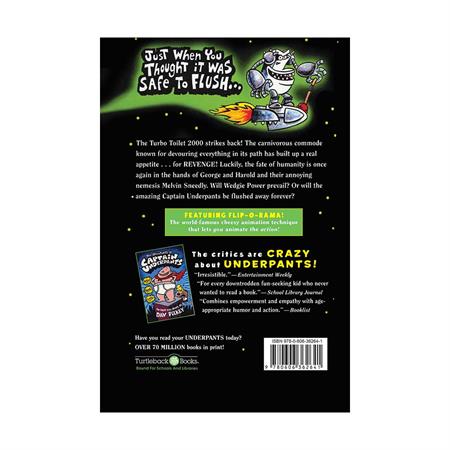 JUST WHEN YOU
THOUGHT IT WAS
SAFE TO FLUSH...
The Turbo Toilet 2000 strikes back! The carnivorous commode
known for devouring everything in its path has built up a real
appetite . . . for REVENGE! Luckily, the fate of humanity is once
again in the hands of George and Harold and their annoying
nemesis Melvin Sneedly. Will Wedgie Power prevail? Or will the
amazing Captain Underpants be flushed away forever?
FEATURING FLIP-O-RAMA!
The world-famous cheesy animation technique
that lets you animate the action!
The critics are CRAZY
about UNDERPANTS!
"Irresistible." — Entertainment Weekly
"For every downtrodden fun-seeking kid who never
wanted to read a book." — School Library Journal
"Combines empowerment and empathy with age-
appropriate humor and action." — Booklist
CAPTAIN
UNDERPANTS
DAV PILKEY
Have you read your UNDERPANTS today?
OVER 70 MILLION books in print!
Turtleback Books
Bound For Schools And Libraries
ISBN 978-0-606-36264-1
9 780606 362641